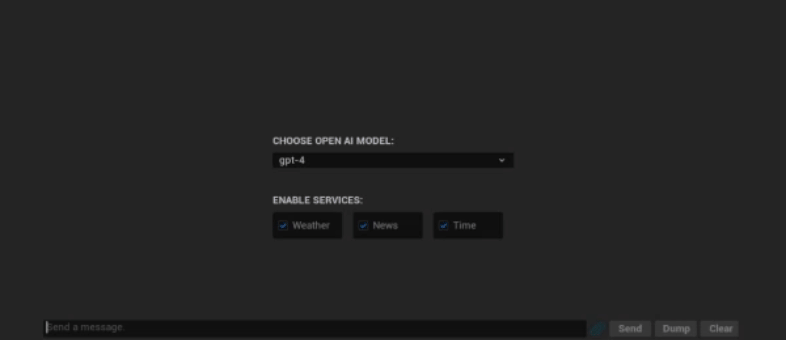 CHOOSE OPEN AI MODEL:
gpt-4
ENABLE SERVICES:
Weather News Time
Send a message. Send Dump Clear